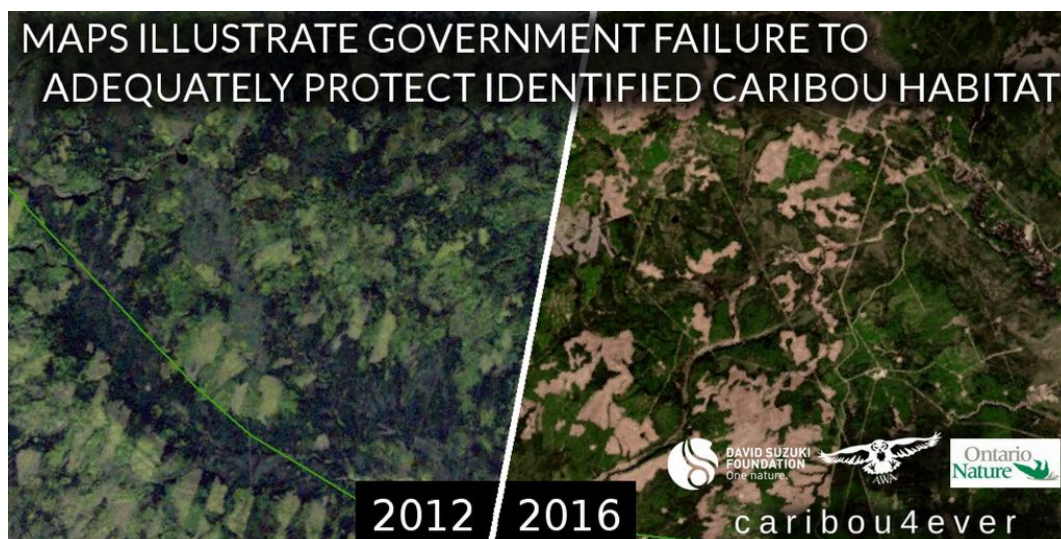 MAPS ILLUSTRATE GOVERNMENT FAILURE TO
ADEQUATELY PROTECT IDENTIFIED CARIBOU HABITAT
DAVID SUZUKI
FOUNDATION
One nature.
AWA
Ontario
Nature
2012
2016
caribou4ever